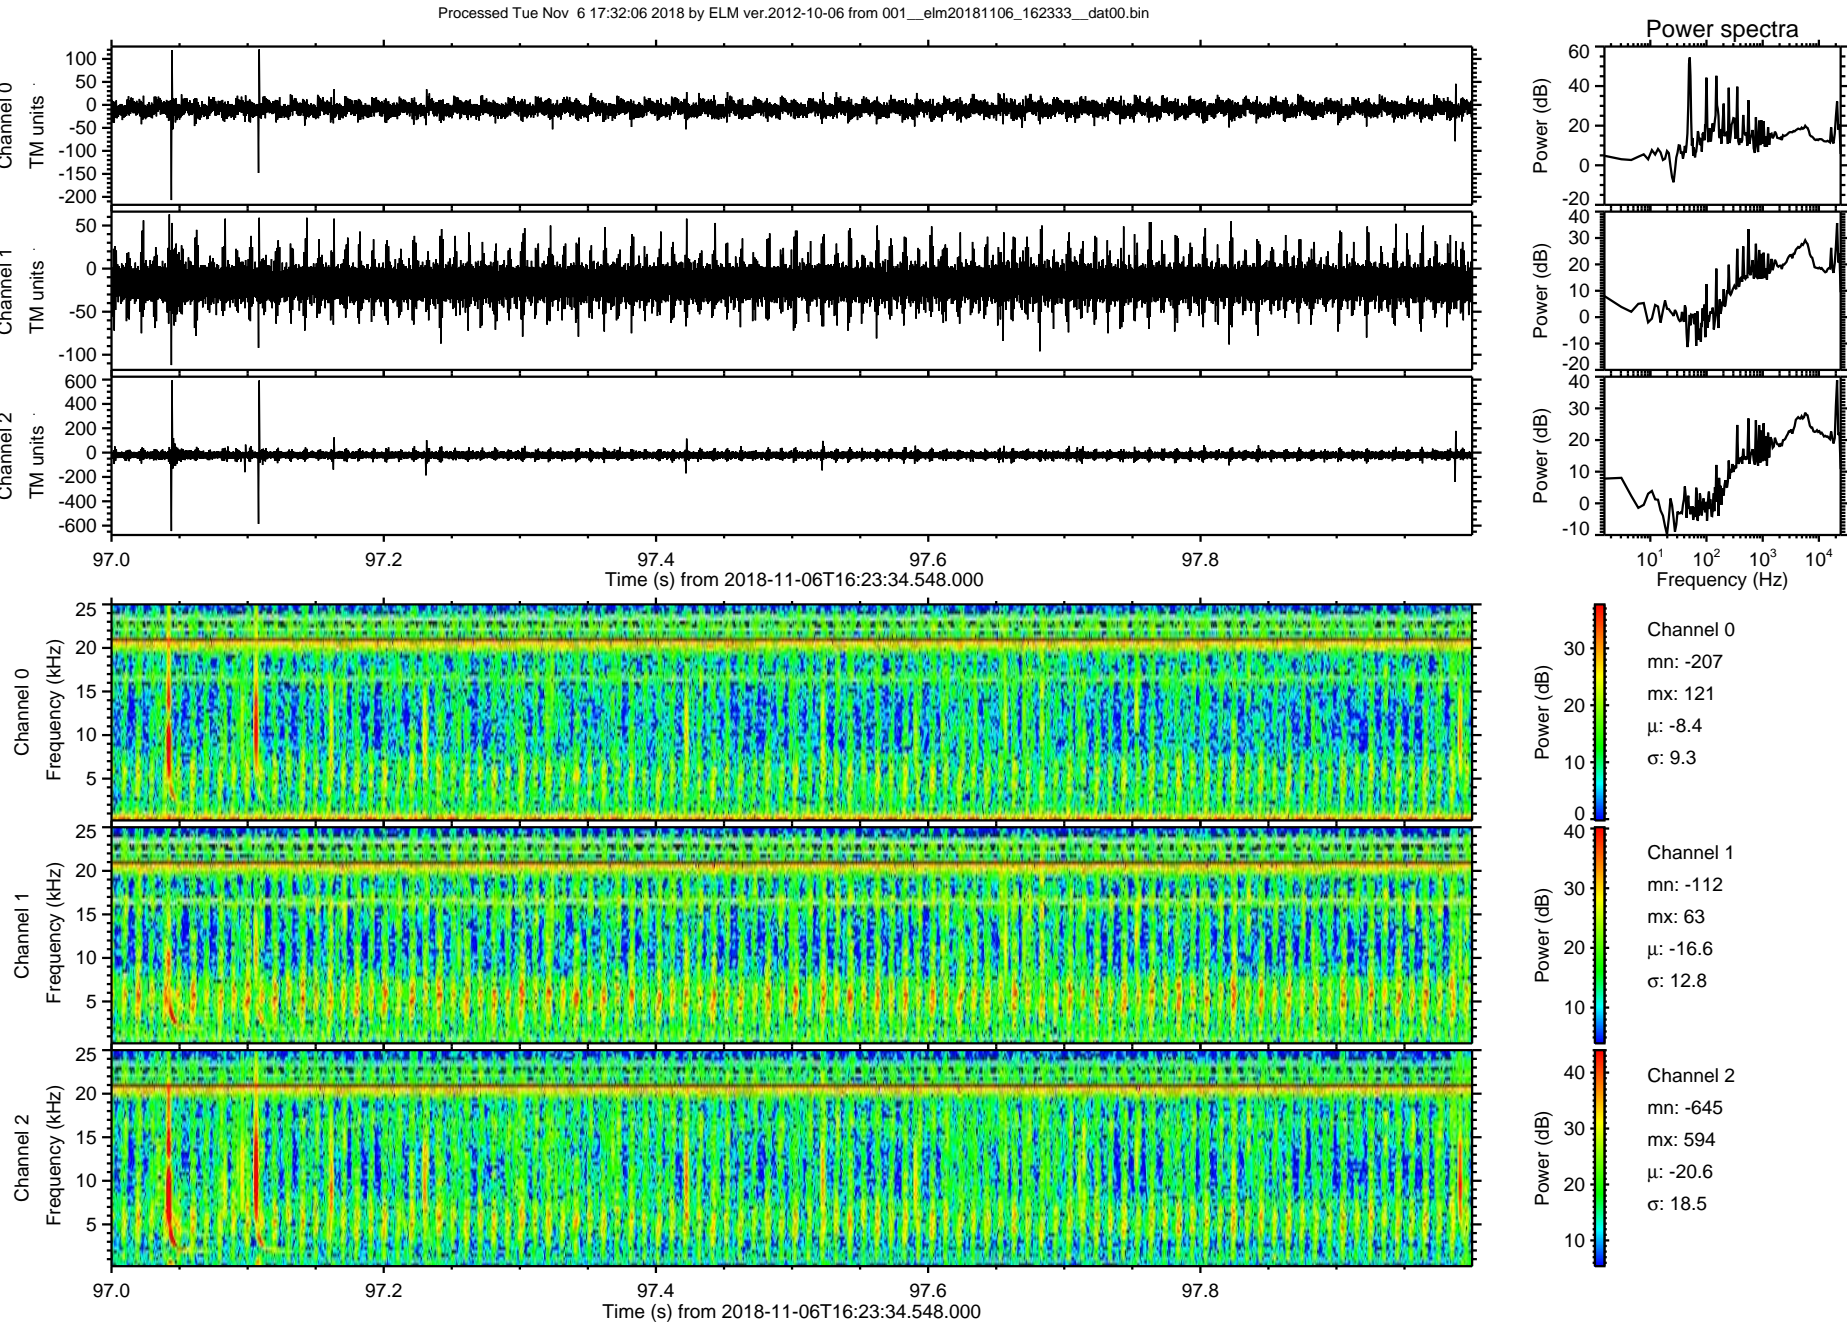 Processed Tue Nov  6 17:32:06 2018 by ELM ver.2012-10-06 from 001__elm20181106_162333__dat00.bin
Power spectra
Channel 0
TM units
100
50
0
-50
-100
-150
-200
Power (dB)
60
40
20
0
-20
Channel 1
TM units
50
0
-50
-100
Power (dB)
40
30
20
10
0
-10
-20
Channel 2
TM units
600
400
200
0
-200
-400
-600
Power (dB)
40
30
20
10
0
-10
97.0 97.2 97.4 97.6 97.8
Time (s) from 2018-11-06T16:23:34.548.000
10¹ 10² 10³ 10⁴
Frequency (Hz)
Channel 0
Frequency (kHz)
25
20
15
10
5
Power (dB)
30
20
10
0
Channel 0
mn: -207
mx: 121
μ: -8.4
σ: 9.3
Channel 1
Frequency (kHz)
25
20
15
10
5
Power (dB)
40
30
20
10
Channel 1
mn: -112
mx: 63
μ: -16.6
σ: 12.8
Channel 2
Frequency (kHz)
25
20
15
10
5
Power (dB)
40
30
20
10
Channel 2
mn: -645
mx: 594
μ: -20.6
σ: 18.5
97.0 97.2 97.4 97.6 97.8
Time (s) from 2018-11-06T16:23:34.548.000